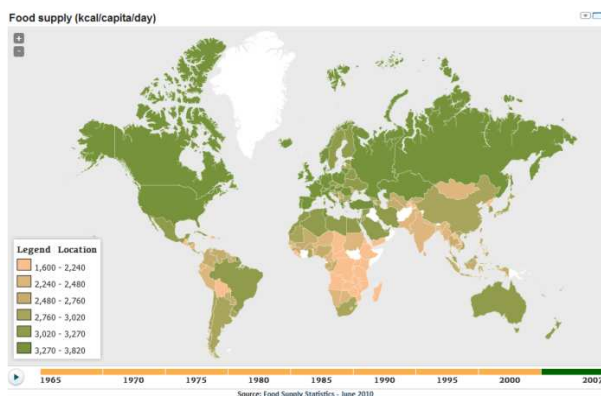 Food supply (kcal/capita/day)
+
-
Legend Location
1,600 - 2,240
2,240 - 2,480
2,480 - 2,760
2,760 - 3,020
3,020 - 3,270
3,270 - 3,820
1965 1970 1975 1980 1985 1990 1995 2000 2007
Source: Food Supply Statistics - June 2010